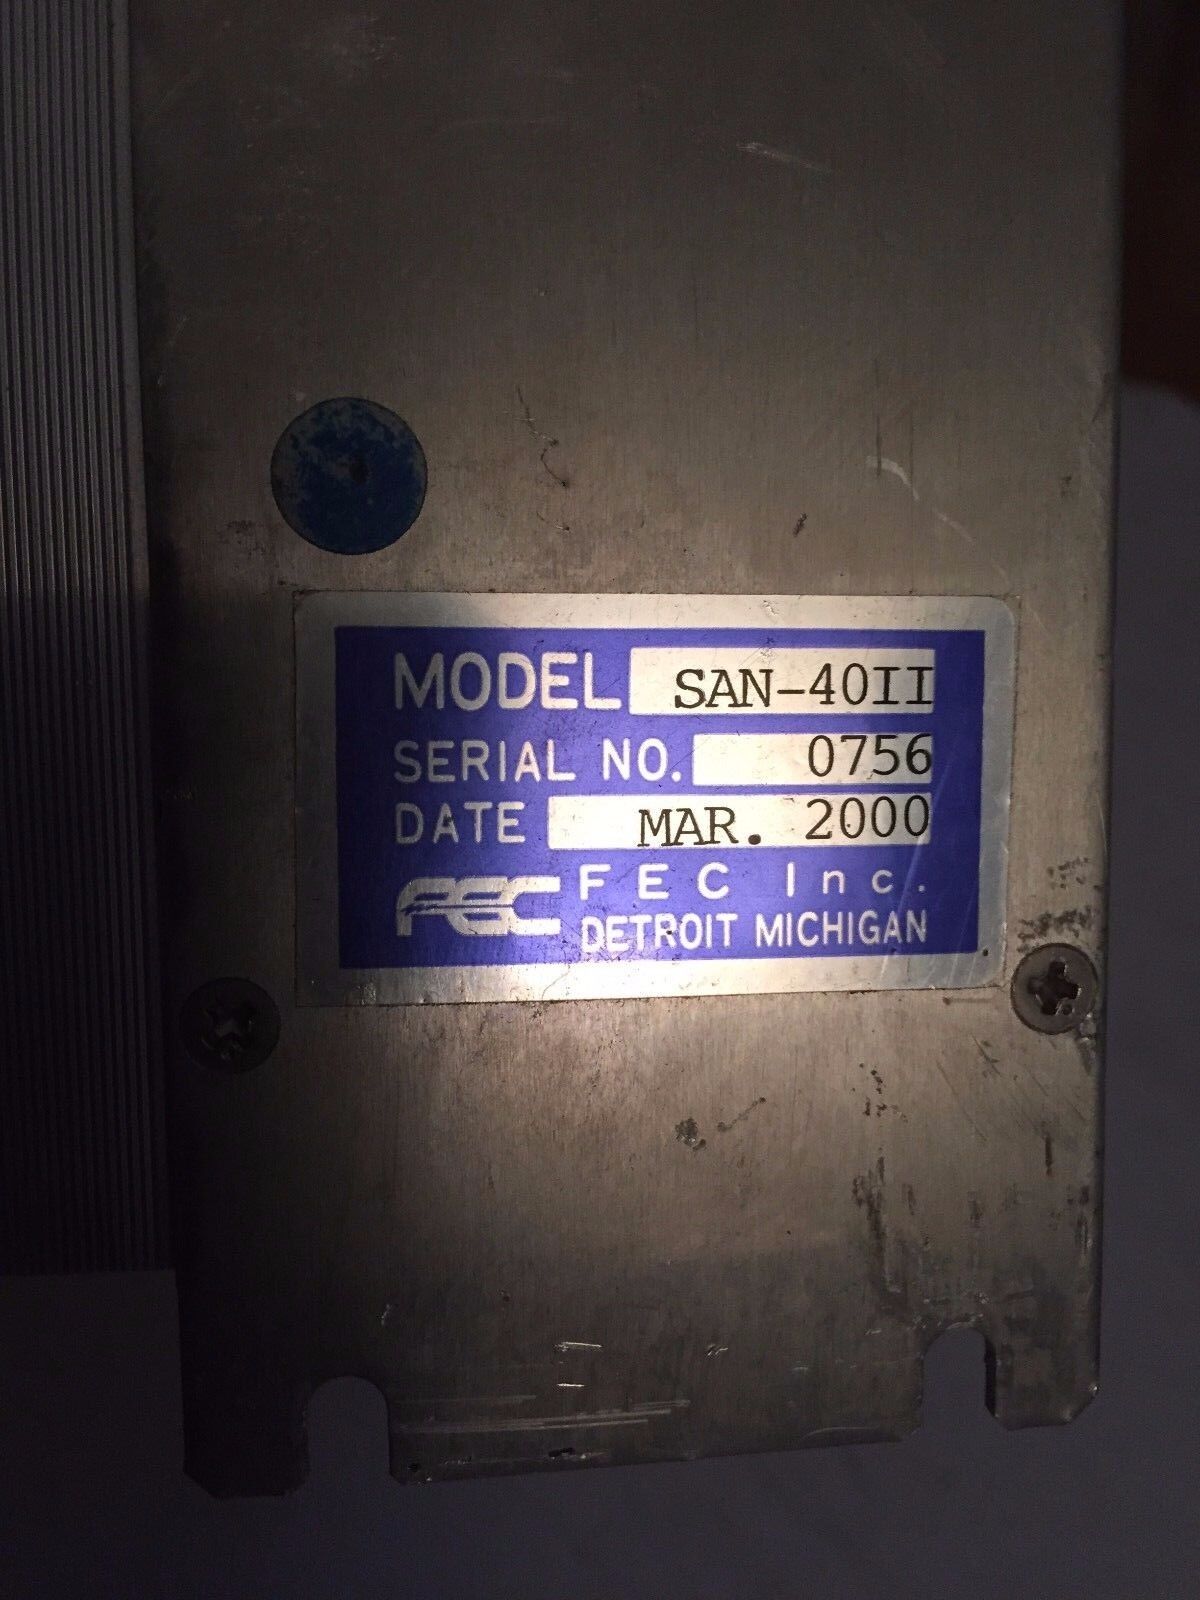 MODEL SAN-40II
SERIAL NO. 0756
DATE MAR. 2000
FEC FEC Inc.
DETROIT MICHIGAN